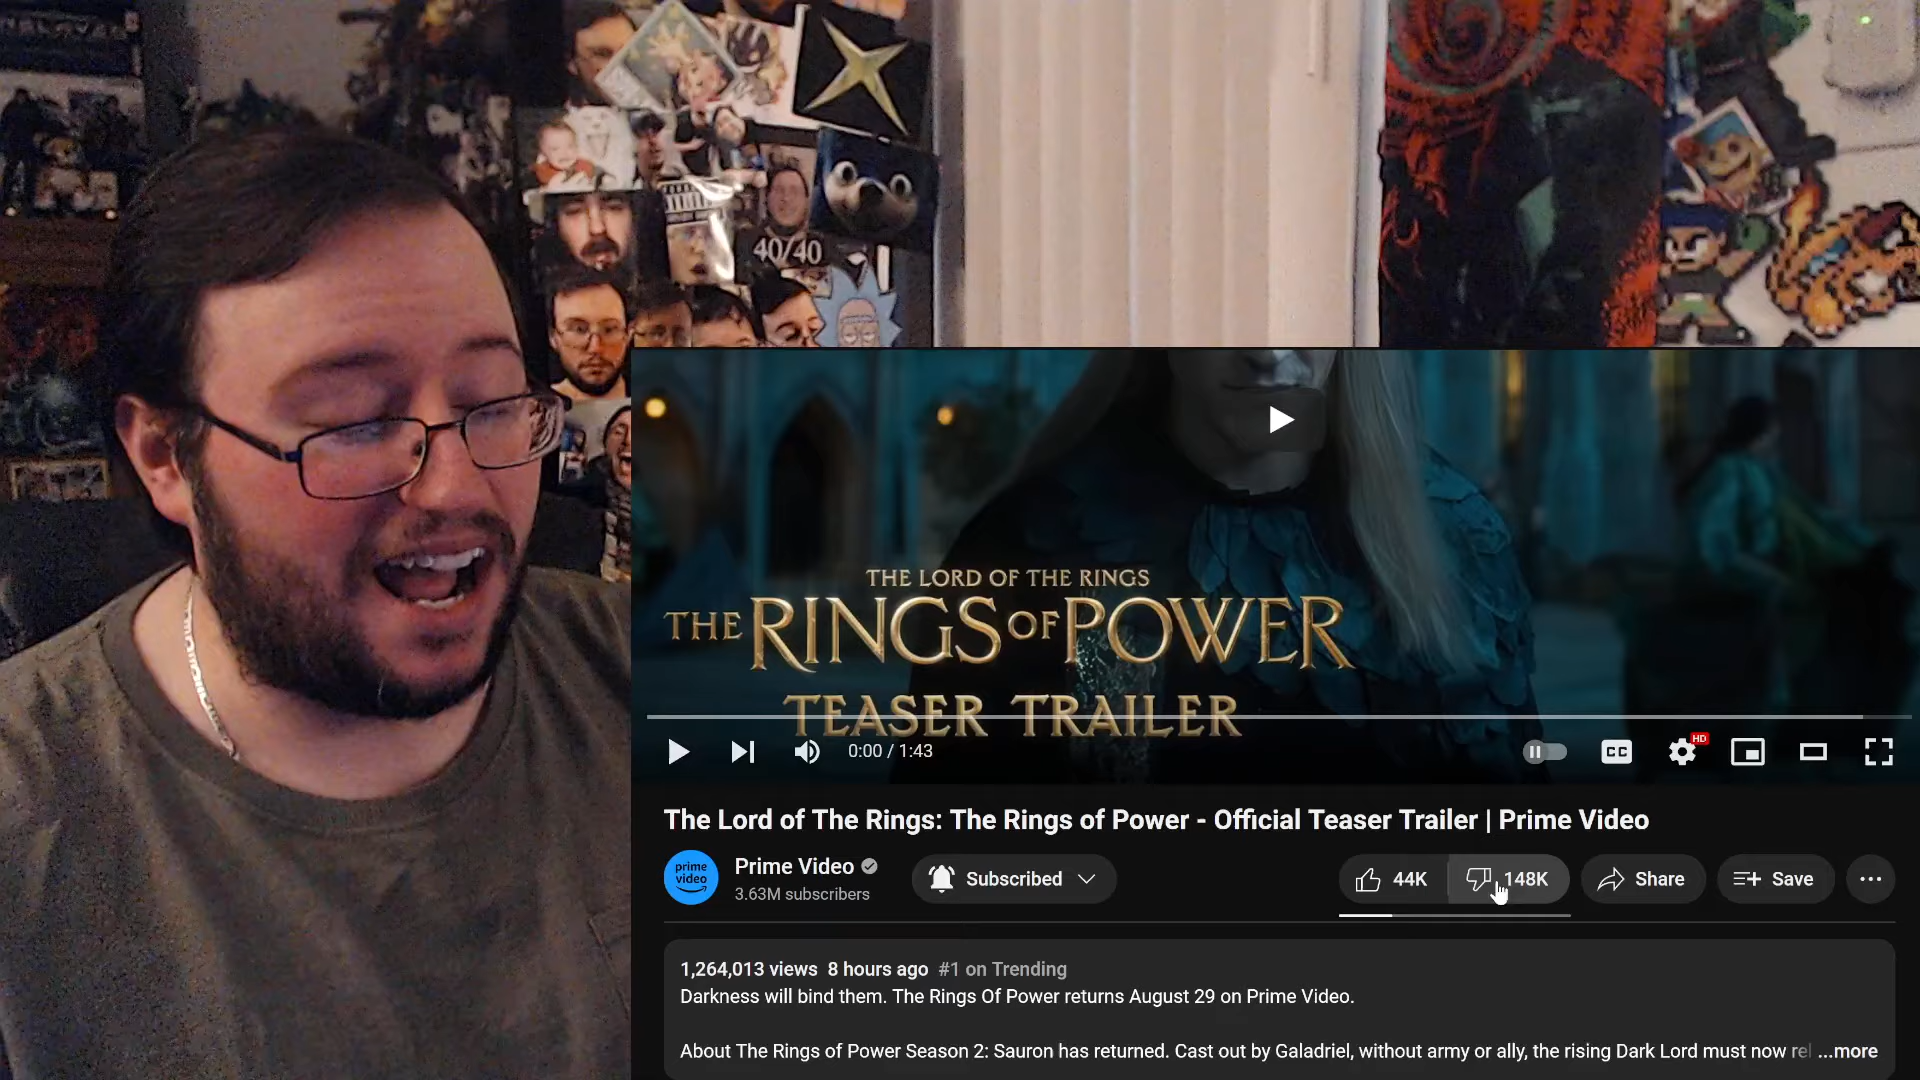 40/40
THE LORD OF THE RINGS
THE RINGS OF POWER
TEASER TRAILER
0:00 / 1:43
CC
HD
The Lord of The Rings: The Rings of Power - Official Teaser Trailer | Prime Video
prime
video
Prime Video
3.63M subscribers
Subscribed
44K
148K
Share
Save
1,264,013 views 8 hours ago #1 on Trending
Darkness will bind them. The Rings Of Power returns August 29 on Prime Video.
About The Rings of Power Season 2: Sauron has returned. Cast out by Galadriel, without army or ally, the rising Dark Lord must now rel ...more